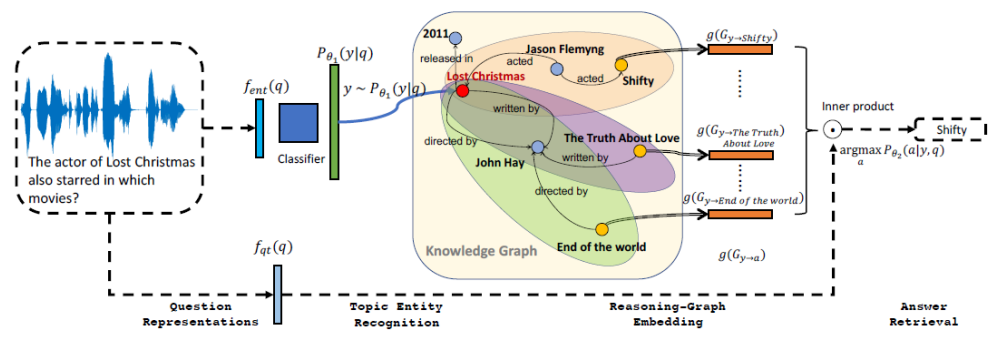 The actor of Lost Christmas
also starred in which
movies?
f_ent(q)
Classifier
P_θ1(y|q)
y ~ P_θ1(y|q)
f_qt(q)
2011
released in
Lost Christmas
acted
Jason Flemyng
acted
Shifty
written by
directed by
The Truth About Love
John Hay
written by
directed by
End of the world
Knowledge Graph
g(G_y→Shifty)
g(G_y→The Truth
About Love)
g(G_y→End of the world)
g(G_y→a)
Inner product
Shifty
argmax P_θ2(a|y, q)
a
Question
Representations
Topic Entity
Recognition
Reasoning-Graph
Embedding
Answer
Retrieval